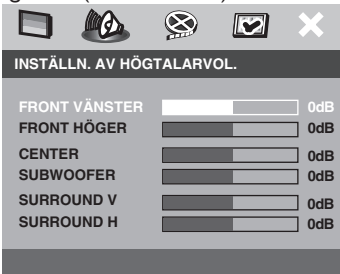 INSTÄLLN. AV HÖGTALARVOL.
FRONT VÄNSTER 0dB
FRONT HÖGER 0dB
CENTER 0dB
SUBWOOFER 0dB
SURROUND V 0dB
SURROUND H 0dB